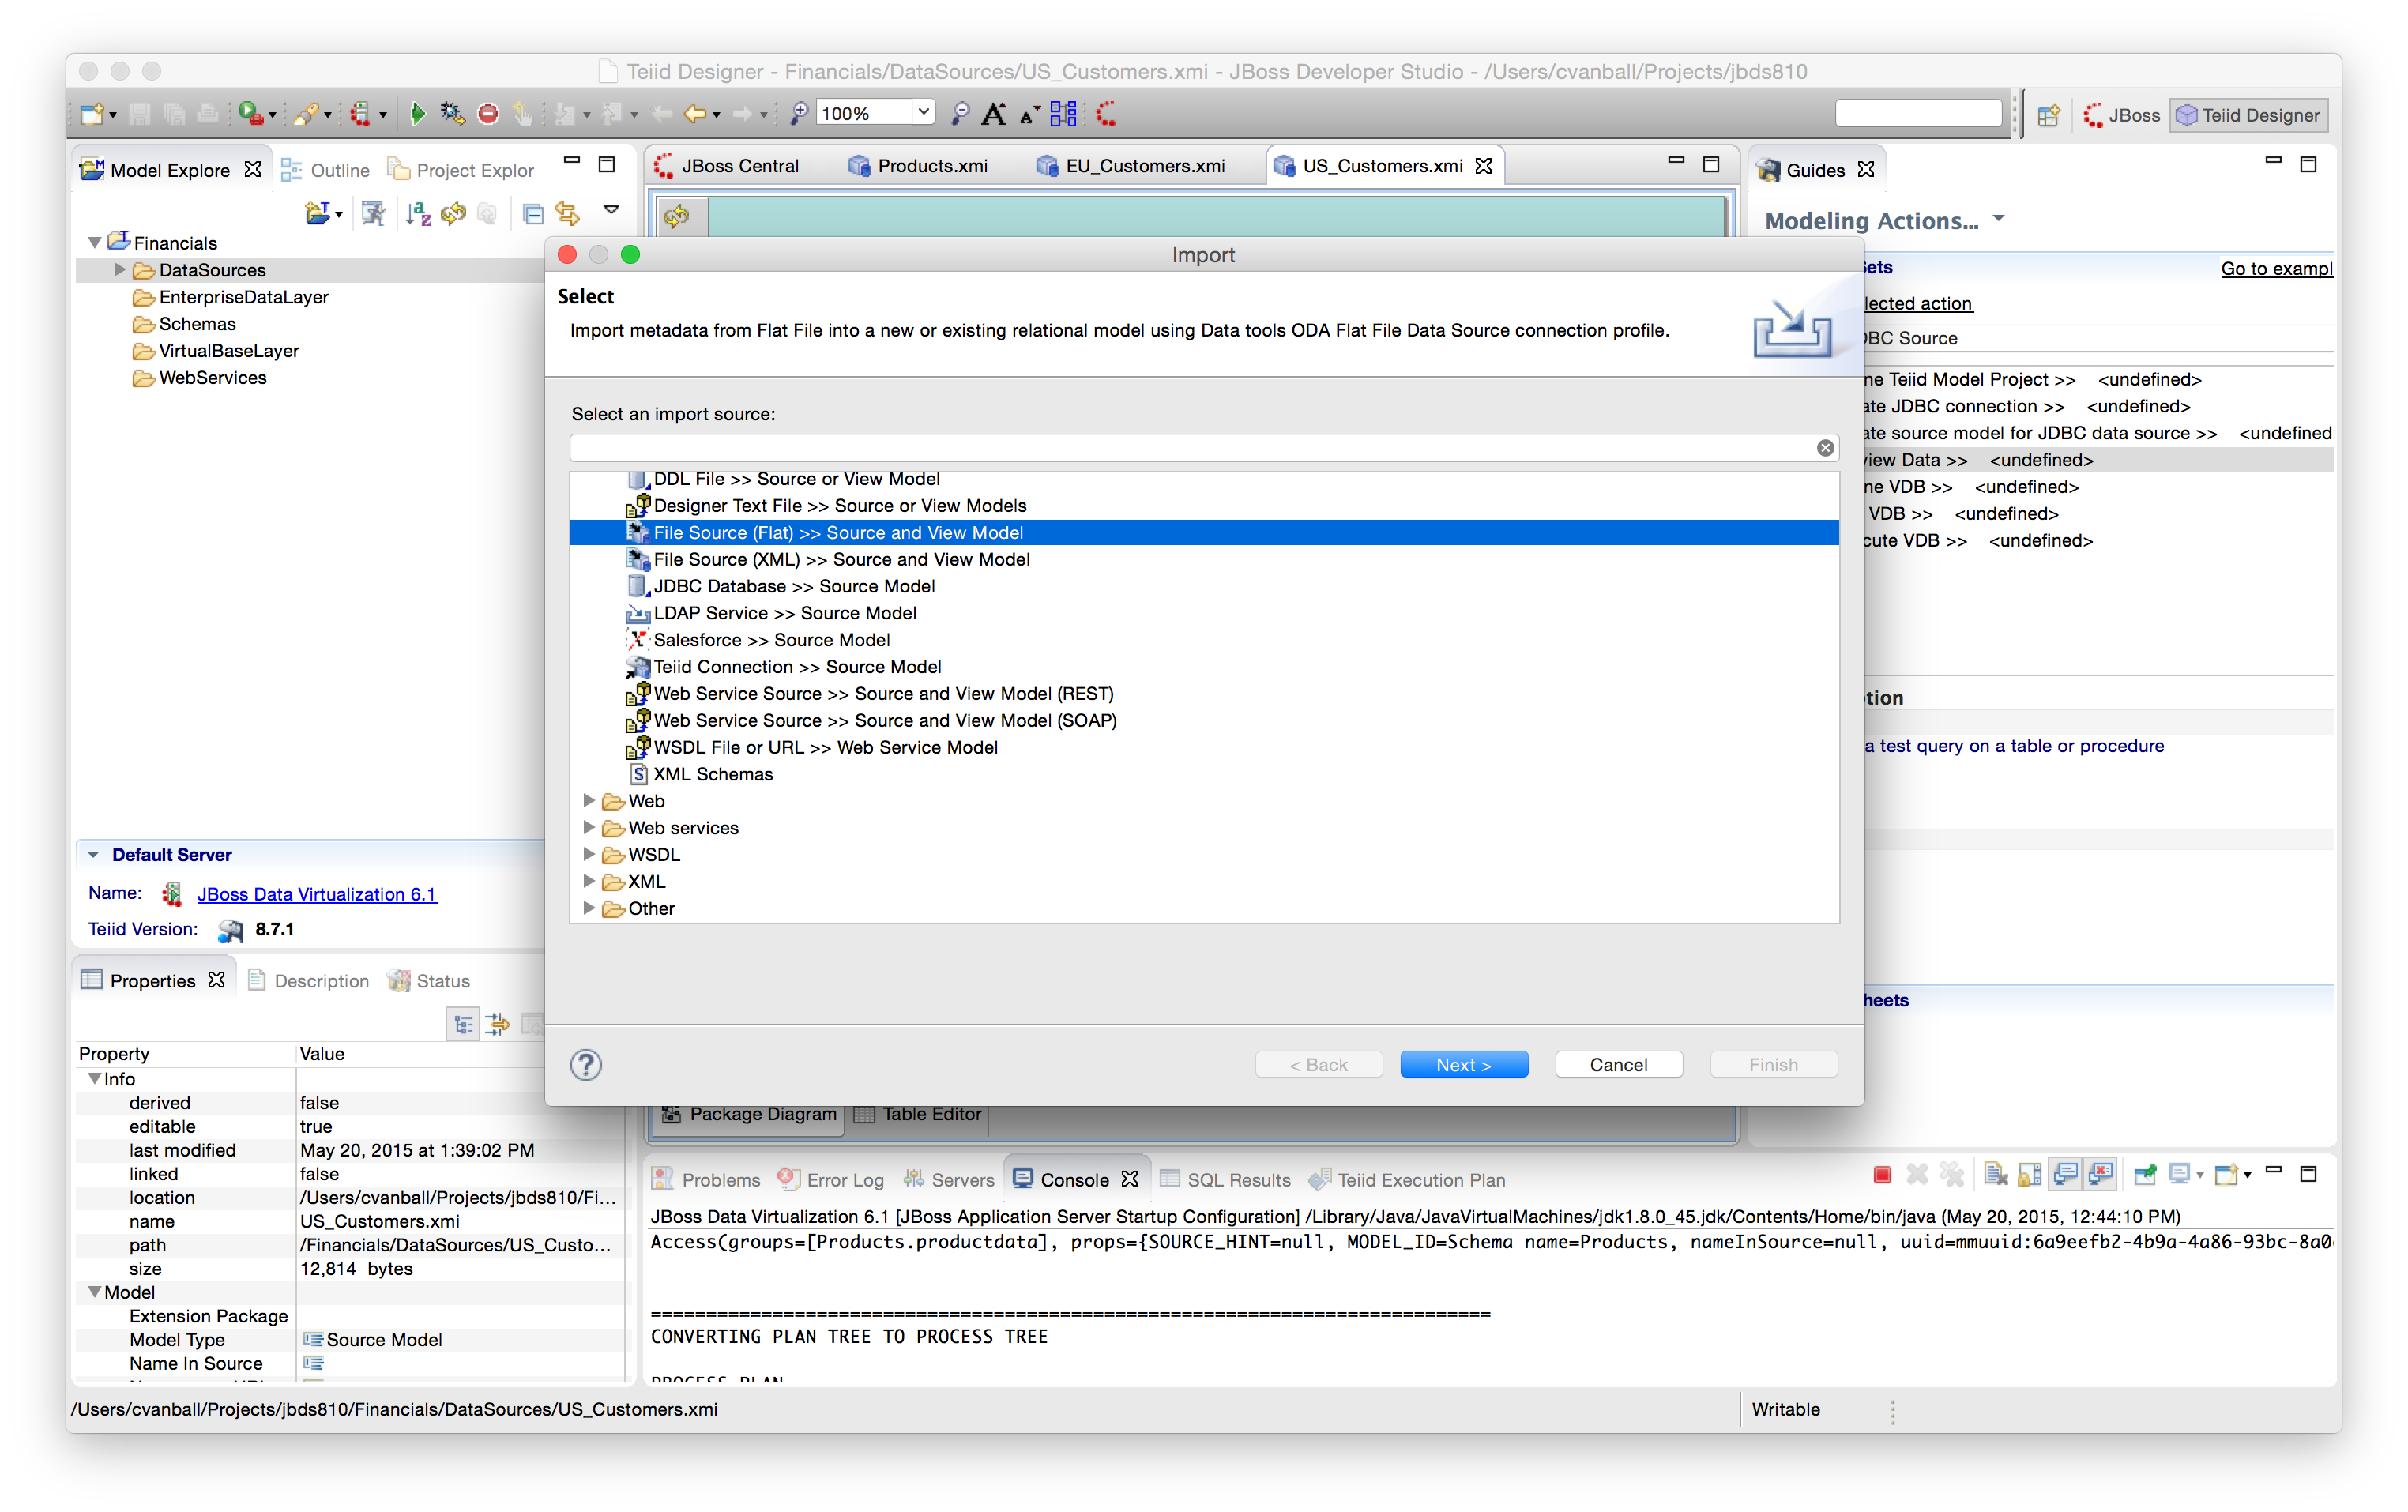 Teiid Designer - Financials/DataSources/US_Customers.xmi - JBoss Developer Studio - /Users/cvanball/Projects/jbds810
100%
JBoss
Teiid Designer
Model Explore
Outline
Project Explor
Financials
DataSources
EnterpriseDataLayer
Schemas
VirtualBaseLayer
WebServices
Default Server
Name: JBoss Data Virtualization 6.1
Teiid Version: 8.7.1
Properties
Description
Status
Property Value
Info
derived false
editable true
last modified May 20, 2015 at 1:39:02 PM
linked false
location /Users/cvanball/Projects/jbds810/Fi...
name US_Customers.xmi
path /Financials/DataSources/US_Custo...
size 12,814 bytes
Model
Extension Package
Model Type Source Model
Name In Source
JBoss Central
Products.xmi
EU_Customers.xmi
US_Customers.xmi
Import
Select
Import metadata from Flat File into a new or existing relational model using Data tools ODA Flat File Data Source connection profile.
Select an import source:
DDL File >> Source or View Model
Designer Text File >> Source or View Models
File Source (Flat) >> Source and View Model
File Source (XML) >> Source and View Model
JDBC Database >> Source Model
LDAP Service >> Source Model
Salesforce >> Source Model
Teiid Connection >> Source Model
Web Service Source >> Source and View Model (REST)
Web Service Source >> Source and View Model (SOAP)
WSDL File or URL >> Web Service Model
XML Schemas
Web
Web services
WSDL
XML
Other
?
< Back
Next >
Cancel
Finish
Package Diagram
Table Editor
Guides
Modeling Actions...
ets
Go to exampl
lected action
BC Source
ne Teiid Model Project >> <undefined>
ate JDBC connection >> <undefined>
ate source model for JDBC data source >> <undefined
iew Data >> <undefined>
ne VDB >> <undefined>
VDB >> <undefined>
cute VDB >> <undefined>
tion
a test query on a table or procedure
heets
Problems
Error Log
Servers
Console
SQL Results
Teiid Execution Plan
JBoss Data Virtualization 6.1 [JBoss Application Server Startup Configuration] /Library/Java/JavaVirtualMachines/jdk1.8.0_45.jdk/Contents/Home/bin/java (May 20, 2015, 12:44:10 PM)
Access(groups=[Products.productdata], props={SOURCE_HINT=null, MODEL_ID=Schema name=Products, nameInSource=null, uuid=mmuuid:6a9eefb2-4b9a-4a86-93bc-8a0
============================================================================
CONVERTING PLAN TREE TO PROCESS TREE
PROCESS PLAN
/Users/cvanball/Projects/jbds810/Financials/DataSources/US_Customers.xmi
Writable